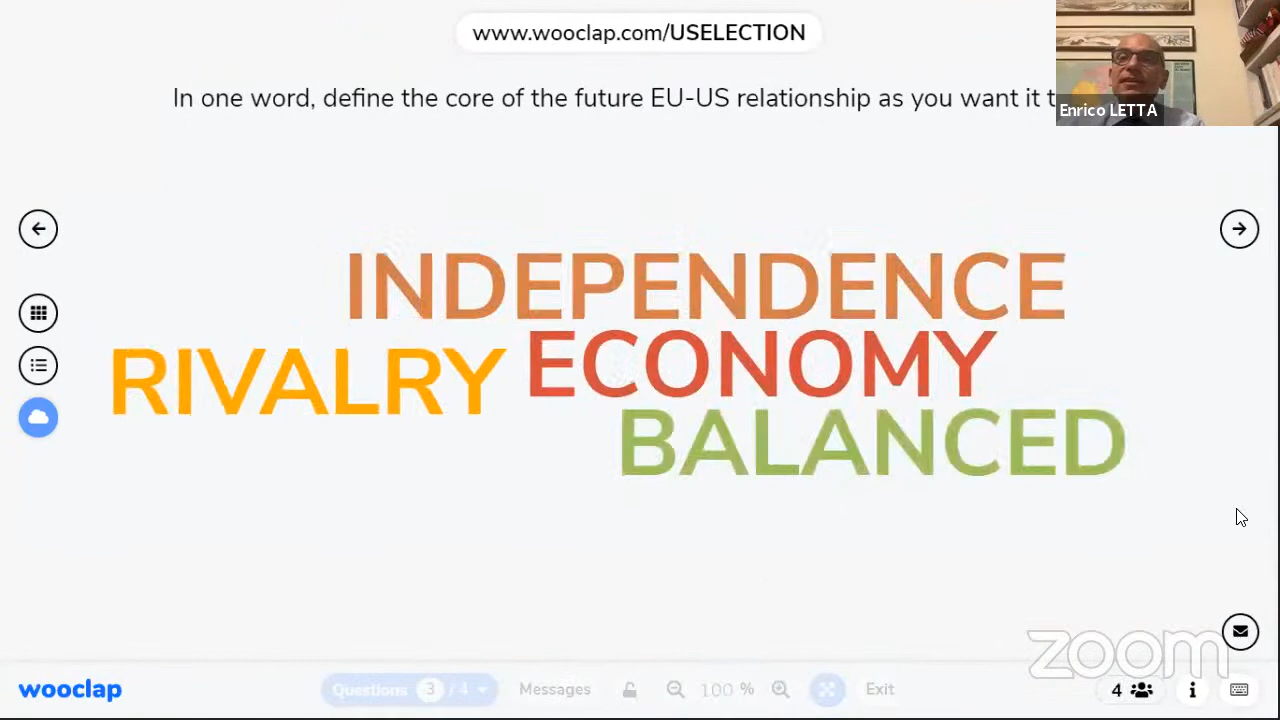 www.wooclap.com/USELECTION
In one word, define the core of the future EU-US relationship as you want it t
Enrico LETTA
INDEPENDENCE
RIVALRY ECONOMY
BALANCED
zoom
wooclap
Questions 3 / 4
Messages
100 %
Exit
4